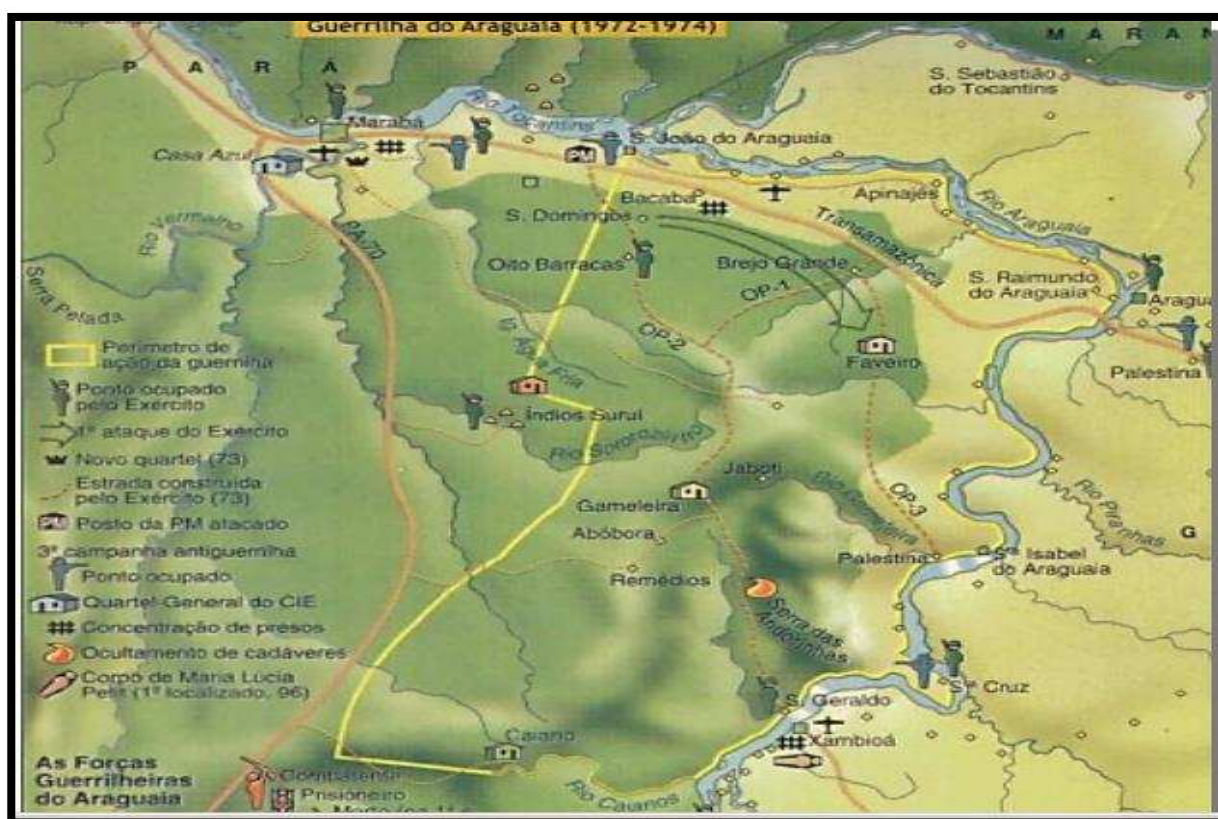 Guerrilha do Araguaia (1972-1974)
PARÁ
MARAN
S. Sebastião
do Tocantins
Marabá
Rio Tocantins
S. João do Araguaia
Casa Azul
PM
Bacaba
Apinajés
Rio Araguaia
S. Domingos
Transamazônica
Rio Vermalho
PA/70
Oito Barracas
Brejo Grande
S. Raimundo
do Araguaia
Serra Pelada
OP-1
Aragua
OP-2
Faveiro
Palestina
Perímetro de
ação da guerrilha
Ponto ocupado
pelo Exército
Índios Suruí
1º ataque do Exército
Novo quartel (73)
Jaboti
Estrada construída
pelo Exército (73)
Gameleira
OP-3
Rio Piranhas
Posto da PM atacado
Abóbora
G
3ª campanha antiguerrilha
Palestina
Sta Isabel
do Araguaia
Ponto ocupado
Remédios
Quartel-General do CIE
Concentração de presos
Serra das
Andorinhas
Ocultamento de cadáveres
Corpo de Maria Lúcia
Petit (1º localizado, 96)
S. Geraldo
Sta Cruz
Caiano
Xambioá
As Forças
Guerrilheiras
do Araguaia
Combatente
Prisioneiro
Rio Caianos